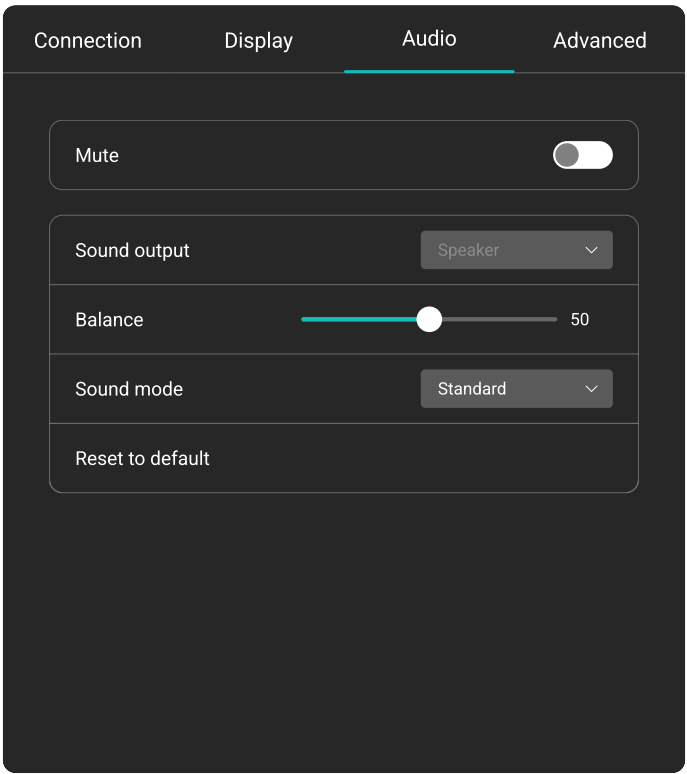 Connection Display Audio Advanced
Mute
Sound output Speaker
Balance 50
Sound mode Standard
Reset to default